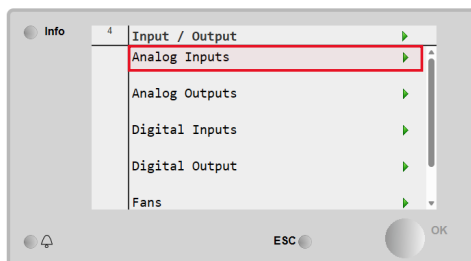 Info
4 Input / Output
Analog Inputs
Analog Outputs
Digital Inputs
Digital Output
Fans
ESC
OK